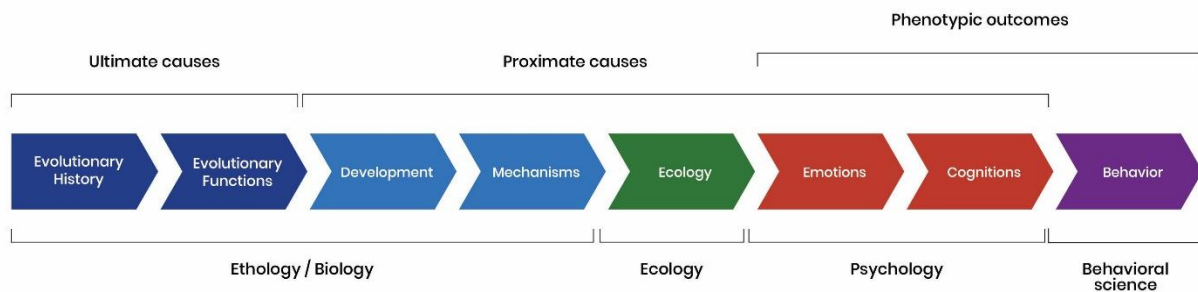 Phenotypic outcomes
Ultimate causes
Proximate causes
Evolutionary
History
Evolutionary
Functions
Development
Mechanisms
Ecology
Emotions
Cognitions
Behavior
Ethology / Biology
Ecology
Psychology
Behavioral
science